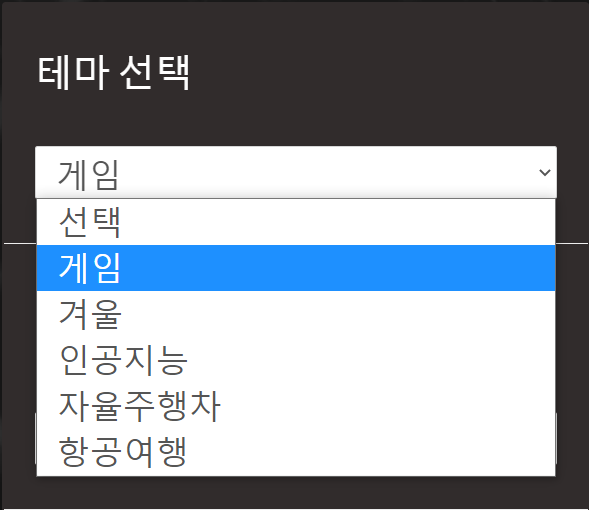 테마 선택
게임
선택
게임
겨울
인공지능
자율주행차
항공여행